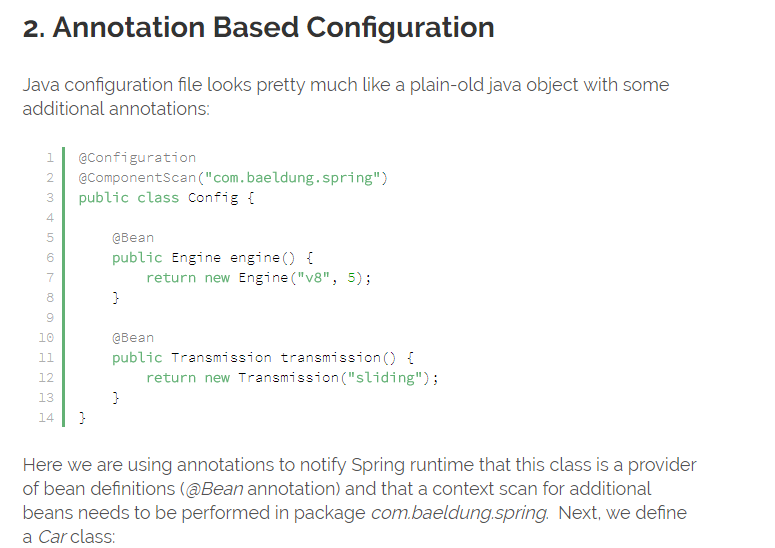 2. Annotation Based Configuration
Java configuration file looks pretty much like a plain-old java object with some
additional annotations:
1 @Configuration
2 @ComponentScan("com.baeldung.spring")
3 public class Config {
4
5 @Bean
6 public Engine engine() {
7 return new Engine("v8", 5);
8 }
9
10 @Bean
11 public Transmission transmission() {
12 return new Transmission("sliding");
13 }
14 }
Here we are using annotations to notify Spring runtime that this class is a provider
of bean definitions (@Bean annotation) and that a context scan for additional
beans needs to be performed in package com.baeldung.spring. Next, we define
a Car class: